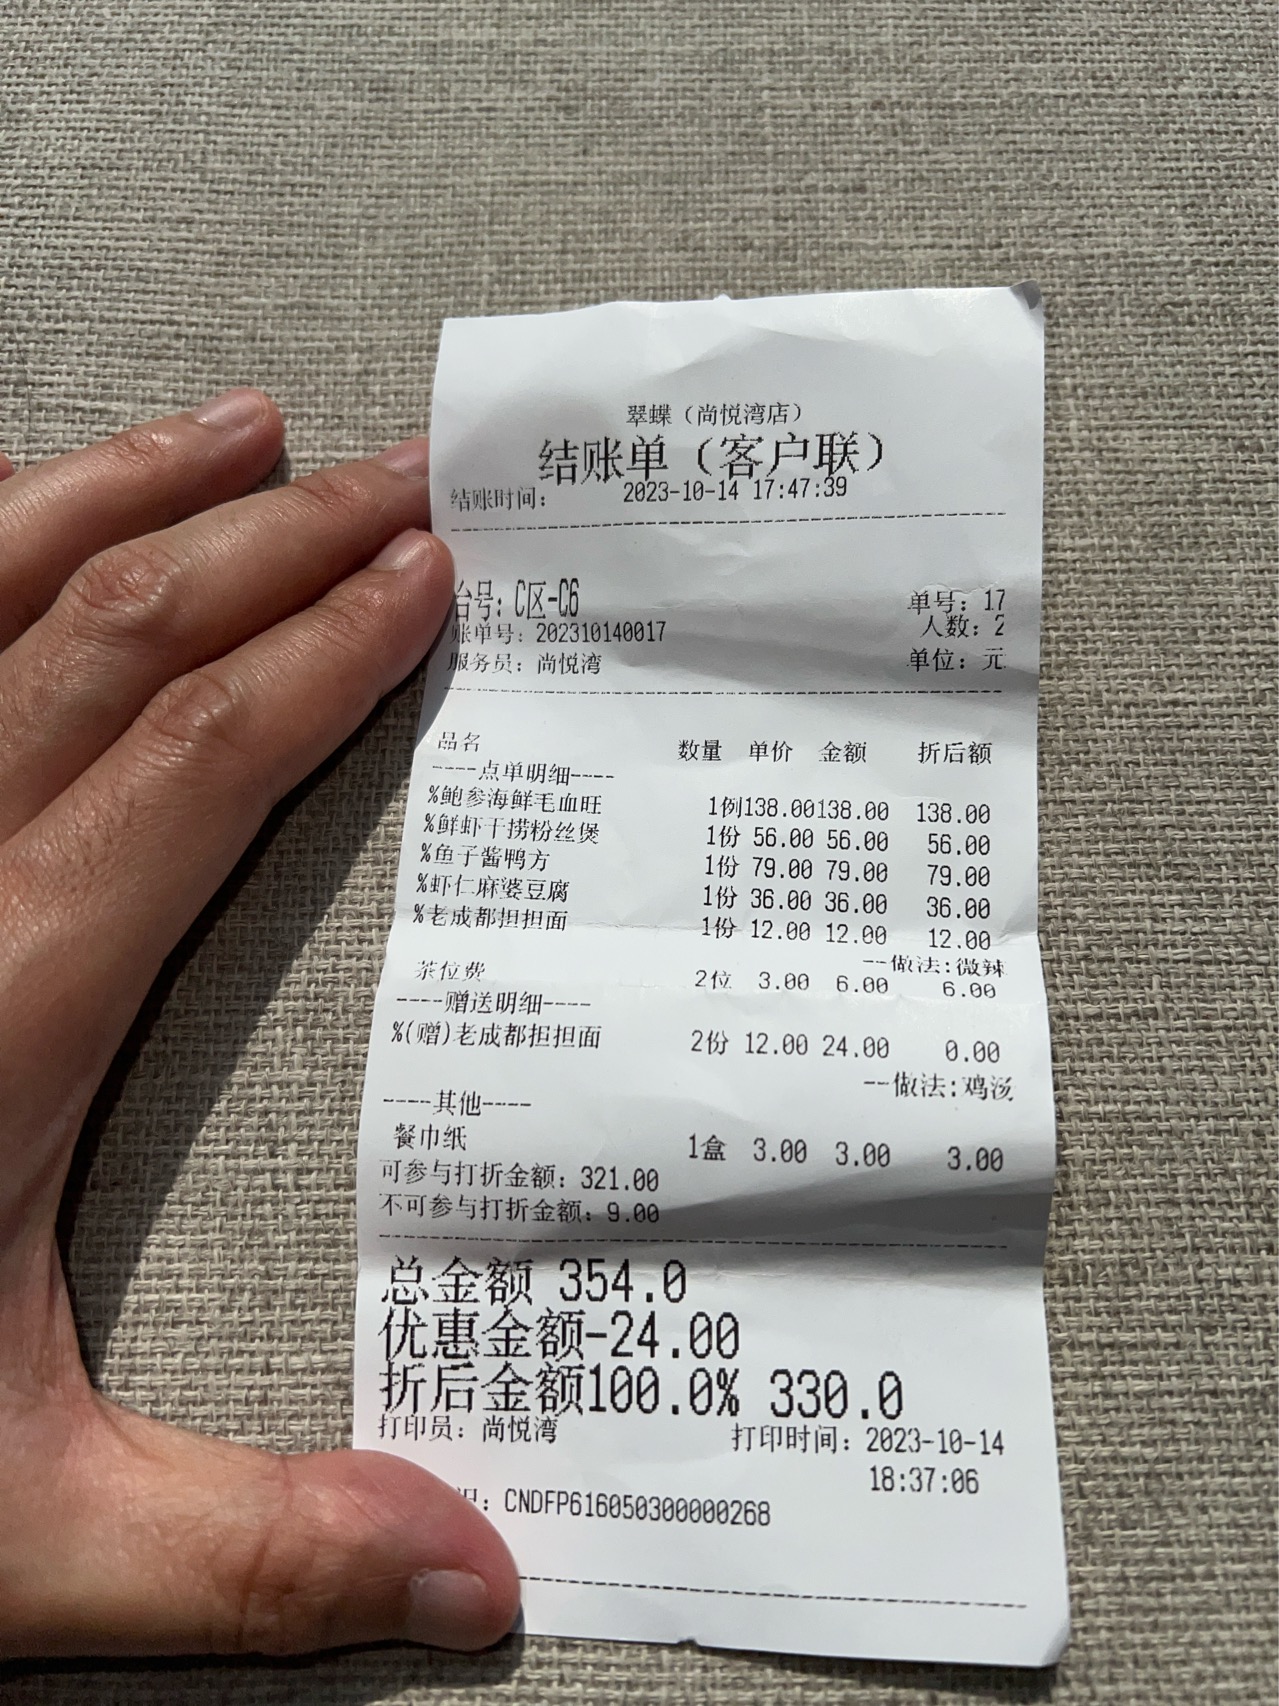 翠蝶（尚悦湾店）
结账单（客户联）
结账时间： 2023-10-14 17:47:39
台号：C区-C6 单号：17
账单号：202310140017 人数：2
服务员：尚悦湾 单位：元
品名 数量 单价 金额 折后额
----点单明细----
%鲍参海鲜毛血旺 1例138.00138.00 138.00
%鲜虾干捞粉丝煲 1份 56.00 56.00 56.00
%鱼子酱鸭方 1份 79.00 79.00 79.00
%虾仁麻婆豆腐 1份 36.00 36.00 36.00
%老成都担担面 1份 12.00 12.00 12.00
--做法:微辣
茶位费 2位 3.00 6.00 6.00
----赠送明细----
%(赠)老成都担担面 2份 12.00 24.00 0.00
--做法:鸡汤
----其他----
餐巾纸 1盒 3.00 3.00 3.00
可参与打折金额：321.00
不可参与打折金额：9.00
总金额 354.0
优惠金额-24.00
折后金额100.0% 330.0
打印员：尚悦湾 打印时间：2023-10-14
18:37:06
：CNDFP616050300000268